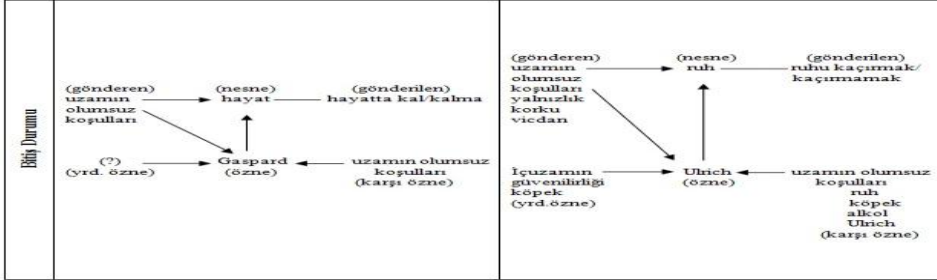 Bitiş Durumu
(gönderen) (nesne) (gönderilen)
uzamın hayat hayatta kal/kalma
olumsuz
koşulları
(?) Gaspard uzamın olumsuz
(yrd. özne) (özne) koşulları
(karşı özne)
(gönderen) (nesne) (gönderilen)
uzamın ruh ruhu kaçırmak/
olumsuz kaçırmamak
koşulları
yalnızlık
korku
vicdan
İçuzamın Ulrich uzamın olumsuz
güvenilirliği (özne) koşulları
köpek ruh
(yrd.özne) köpek
alkol
Ulrich
(karşı özne)